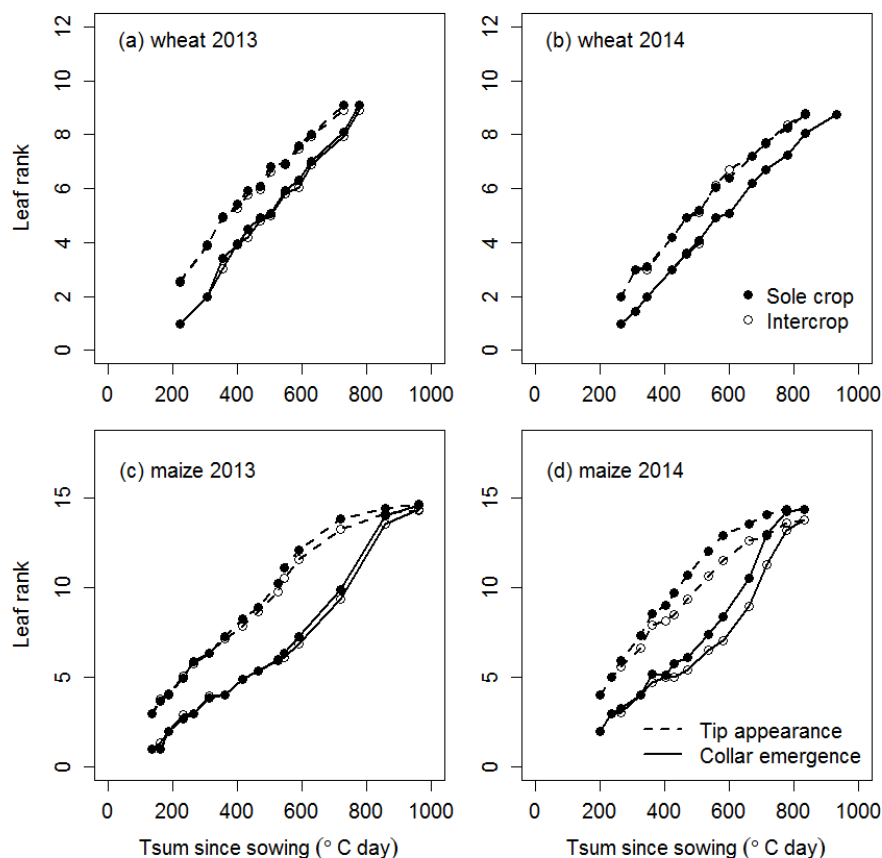 (a) wheat 2013
(b) wheat 2014
Leaf rank
12
10
8
6
4
2
0
12
10
8
6
4
2
0
Sole crop
Intercrop
0 200 400 600 800 1000
0 200 400 600 800 1000
(c) maize 2013
(d) maize 2014
Leaf rank
15
10
5
0
15
10
5
0
Tip appearance
Collar emergence
0 200 400 600 800 1000
0 200 400 600 800 1000
Tsum since sowing (° C day)
Tsum since sowing (° C day)